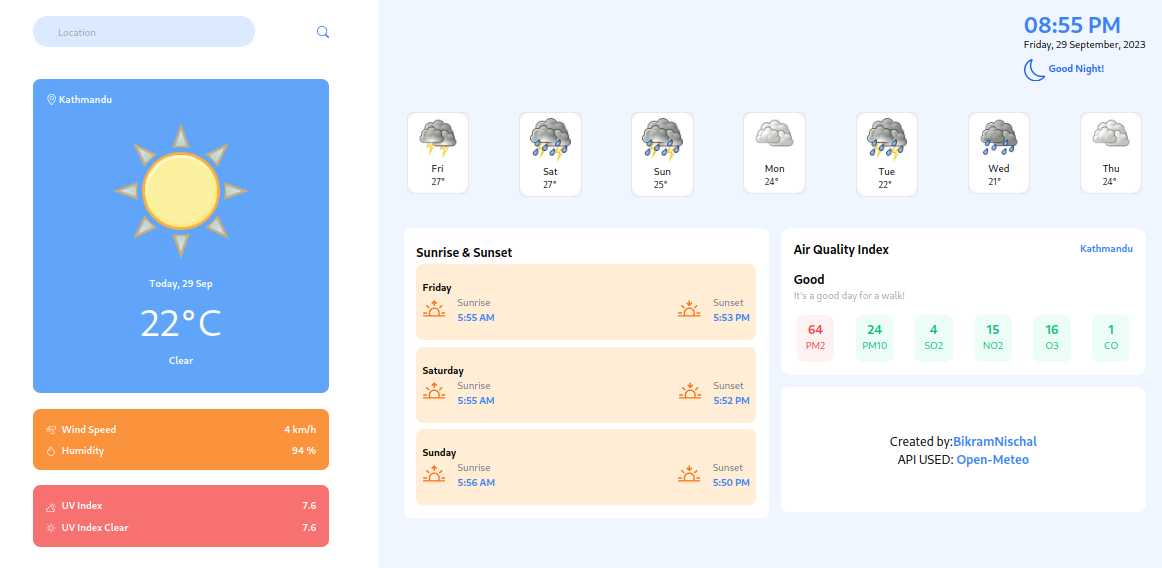 Location
Kathmandu
Today, 29 Sep
22°C
Clear
Wind Speed 4 km/h
Humidity 94 %
UV Index 7.6
UV Index Clear 7.6
08:55 PM
Friday, 29 September, 2023
Good Night!
Fri
27°
Sat
27°
Sun
25°
Mon
24°
Tue
22°
Wed
21°
Thu
24°
Sunrise & Sunset
Friday
Sunrise Sunset
5:55 AM 5:53 PM
Saturday
Sunrise Sunset
5:55 AM 5:52 PM
Sunday
Sunrise Sunset
5:56 AM 5:50 PM
Air Quality Index Kathmandu
Good
It's a good day for a walk!
64 24 4 15 16 1
PM2 PM10 SO2 NO2 O3 CO
Created by:BikramNischal
API USED: Open-Meteo